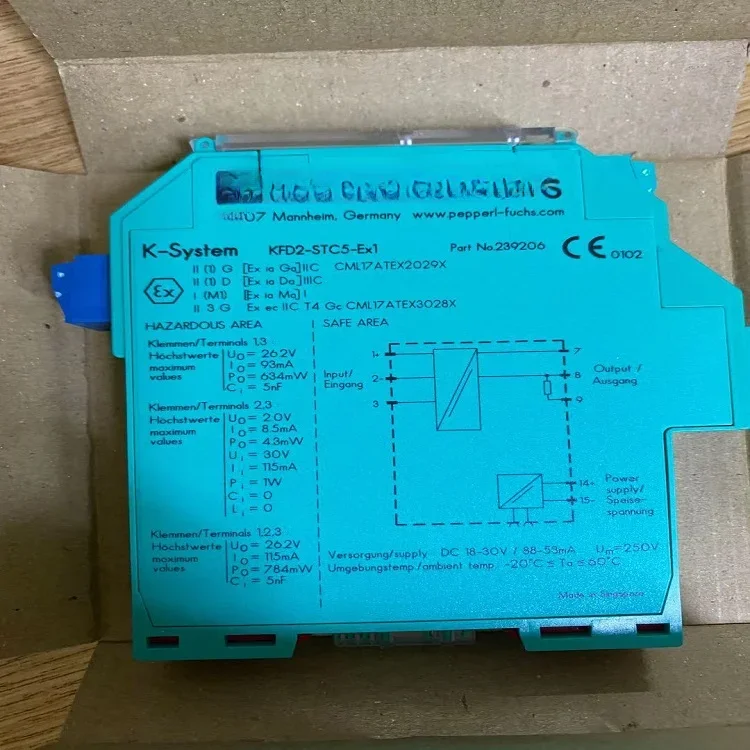 Mannheim, Germany www.pepperl-fuchs.com
K-System KFD2-STC5-Ex1 Part No.239206 CE 0102
II (1) G [Ex ia Ga] IIC CML17ATEX2029X
II (1) D [Ex ia Da] IIIC
Ex
I (M1) [Ex ia Ma] I
II 3 G Ex ec IIC T4 Gc CML17ATEX3028X
HAZARDOUS AREA
Klemmen/Terminals 1,3
Höchstwerte
maximum
values
U₀ = 26.2V
I₀ = 93mA
P₀ = 634mW
Cᵢ = 5nF
Klemmen/Terminals 2,3
Höchstwerte
maximum
values
U₀ = 2.0V
I₀ = 8.5mA
P₀ = 4.3mW
Uᵢ = 30V
Iᵢ = 115mA
Pᵢ = 1W
Cᵢ = 0
Lᵢ = 0
Klemmen/Terminals 1,2,3
Höchstwerte
maximum
values
U₀ = 26.2V
Iᵢ = 115mA
P₀ = 784mW
Cᵢ = 5nF
SAFE AREA
Input/
Eingang
1+
2-
3
7
8
9
Output /
Ausgang
14+
15-
Power
supply/
Speise-
spannung
Versorgung/supply DC 18-30V / 88-53mA Uₘ=250V
Umgebungstemp./ambient temp. -20°C ≤ Ta ≤ 60°C
Made in Singapore